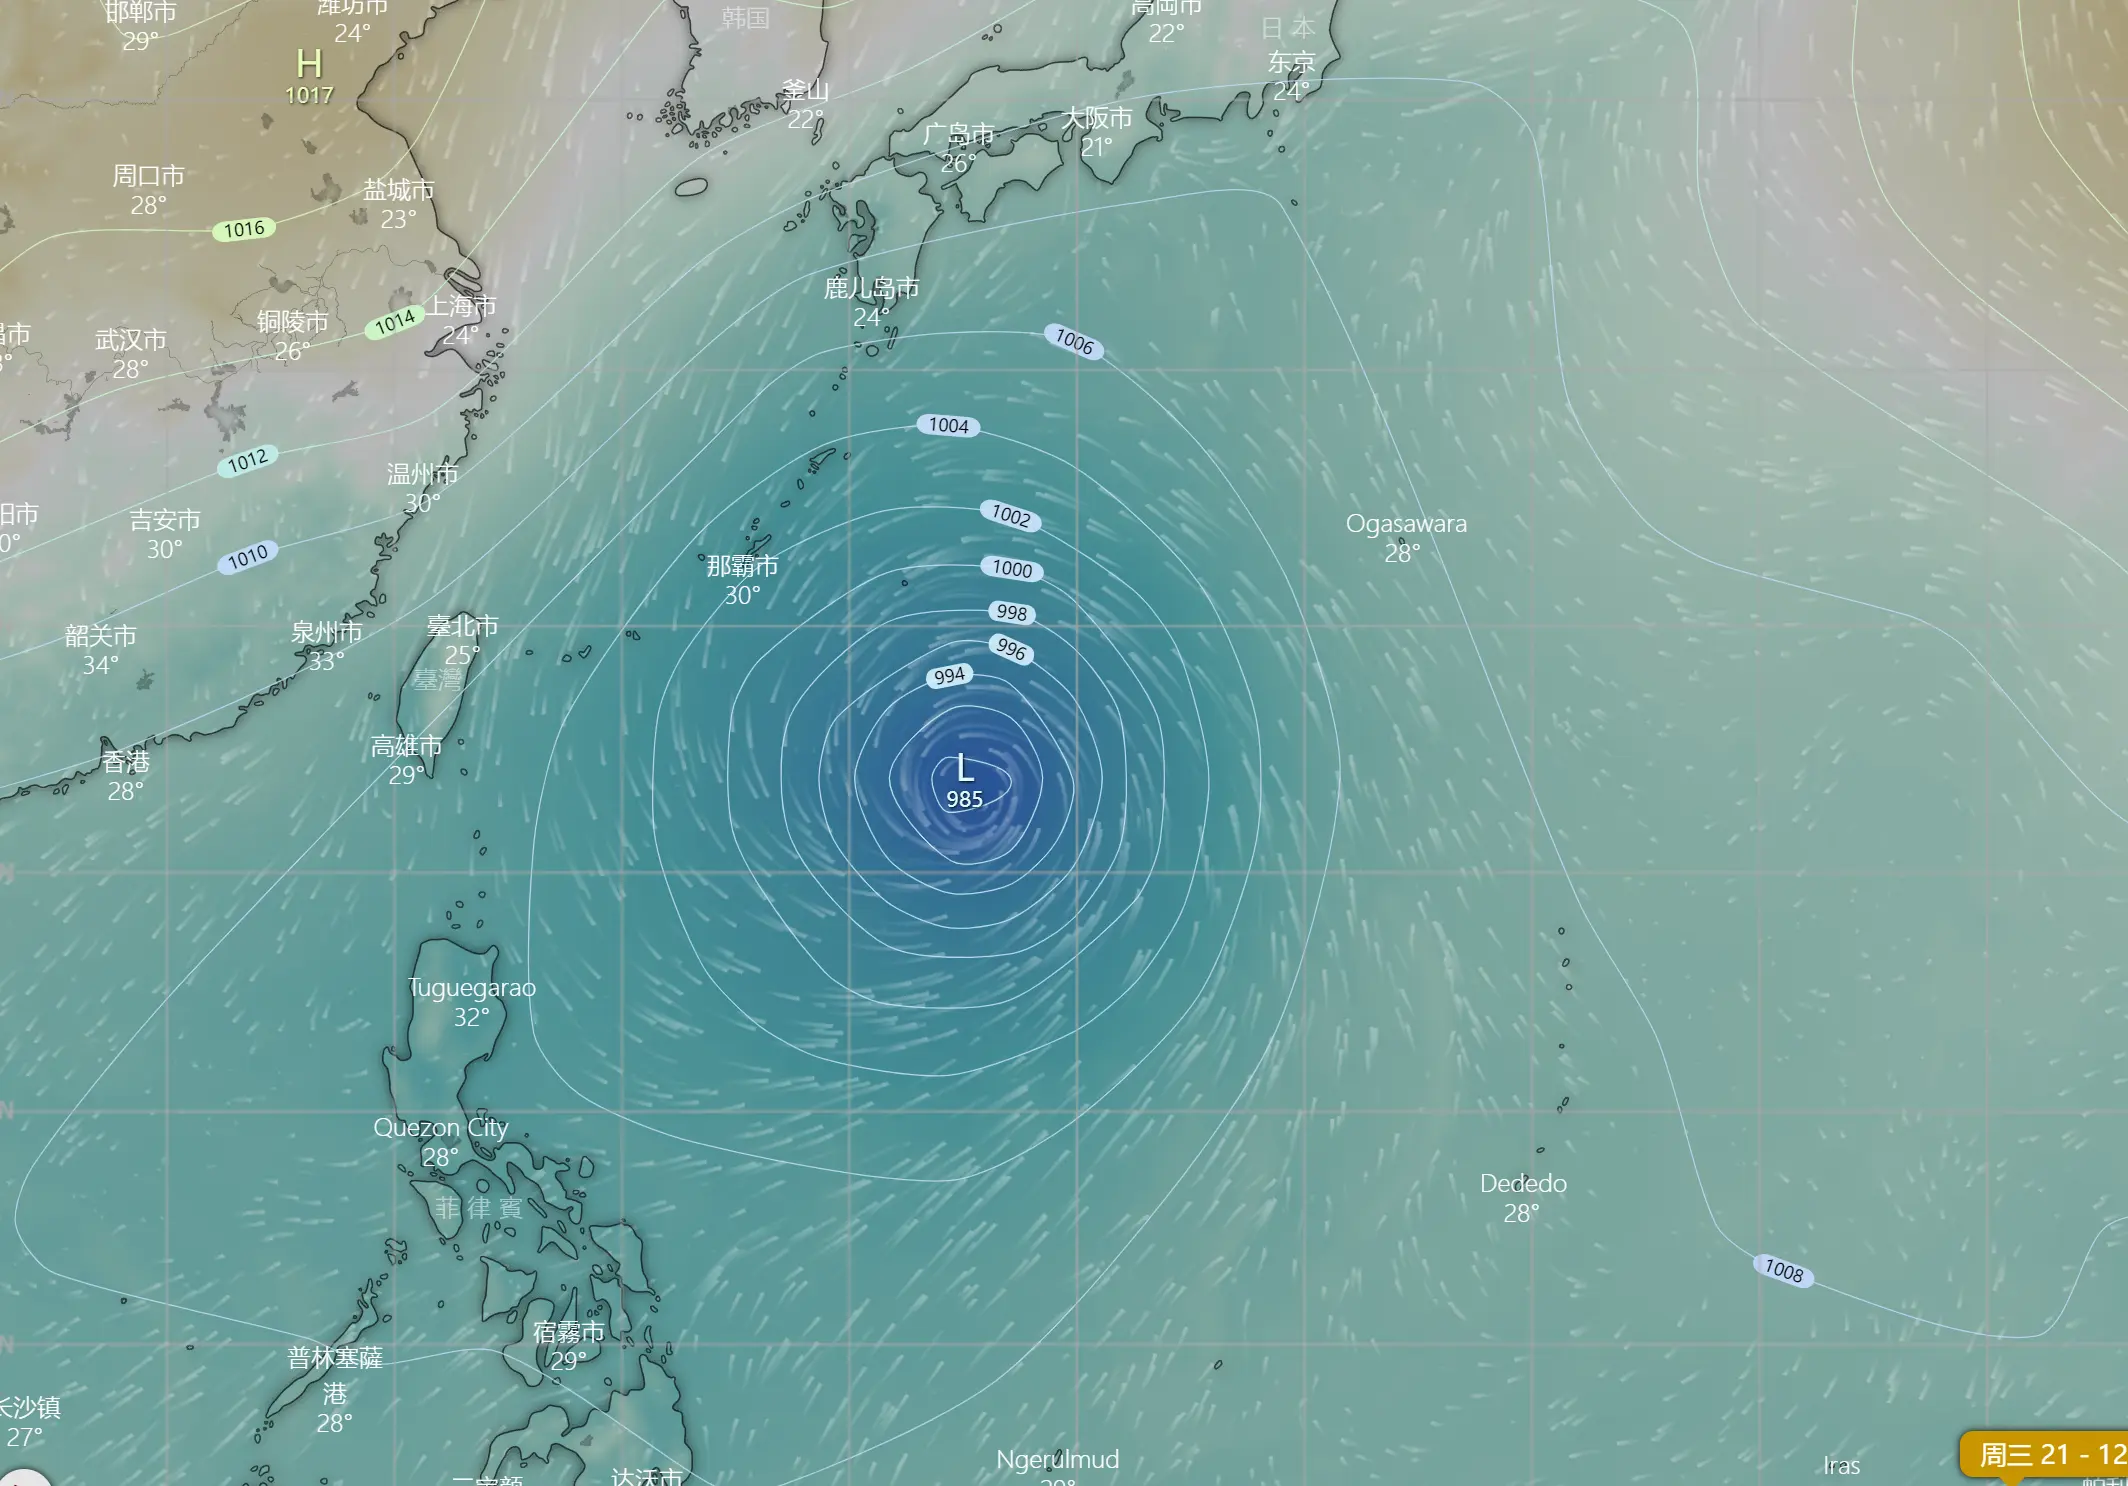 邯郸市
29°
潍坊市
24°
H
1017
韩国
高岡市
22°
日本
东京
24°
釜山
22°
大阪市
21°
广岛市
26°
周口市
28°
盐城市
23°
1016
鹿儿岛市
24°
上海市
24°
铜陵市
26°
1014
武汉市
28°
昌市
1006
1004
1012
温州市
30°
吉安市
30°
阳市
0°
1010
1002
Ogasawara
28°
那霸市
30°
1000
998
996
994
韶关市
34°
泉州市
33°
臺北市
25°
臺灣
高雄市
29°
香港
28°
L
985
N
Tuguegarao
32°
N
Quezon City
28°
菲律賓
Dededo
28°
1008
N
宿霧市
29°
普林塞薩
港
28°
长沙镇
27°
Ngerulmud
Iras
周三 21 - 12
达沃市